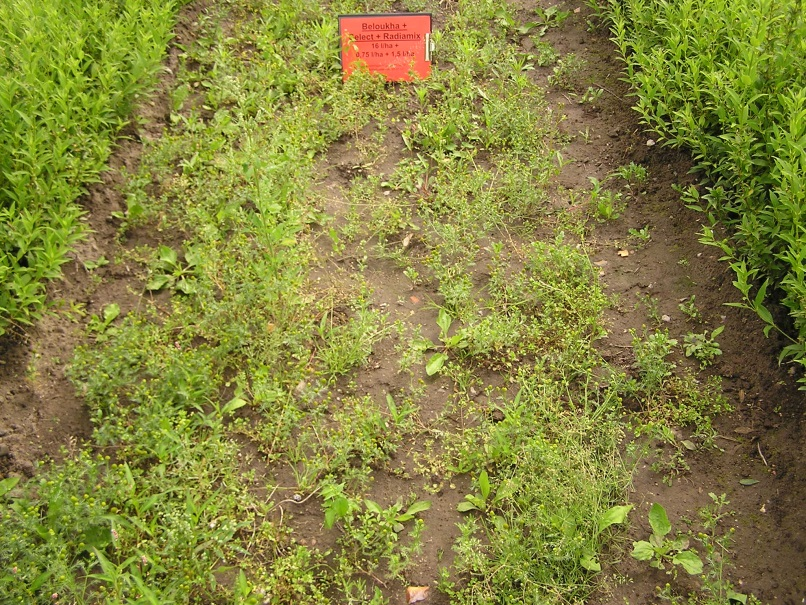 Beloukha +
Select + Radiamix
16 l/ha +
0,75 l/ha + 1,5 l/ha